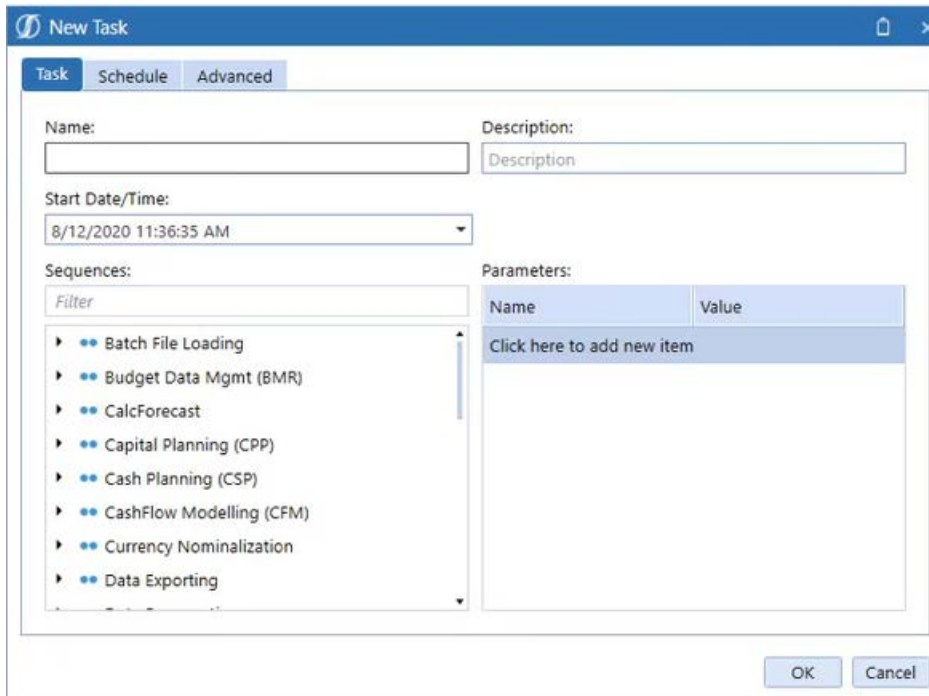 New Task
Task Schedule Advanced
Name: Description:
Description
Start Date/Time:
8/12/2020 11:36:35 AM
Sequences: Parameters:
Filter
Name Value
Click here to add new item
Batch File Loading
Budget Data Mgmt (BMR)
CalcForecast
Capital Planning (CPP)
Cash Planning (CSP)
CashFlow Modelling (CFM)
Currency Nominalization
Data Exporting
OK Cancel